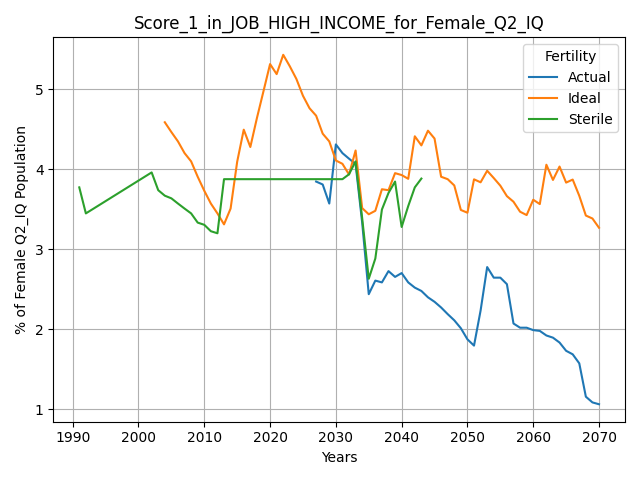 Score_1_in_JOB_HIGH_INCOME_for_Female_Q2_IQ
Fertility
Actual
Ideal
Sterile
% of Female Q2_IQ Population
5
4
3
2
1
1990 2000 2010 2020 2030 2040 2050 2060 2070
Years